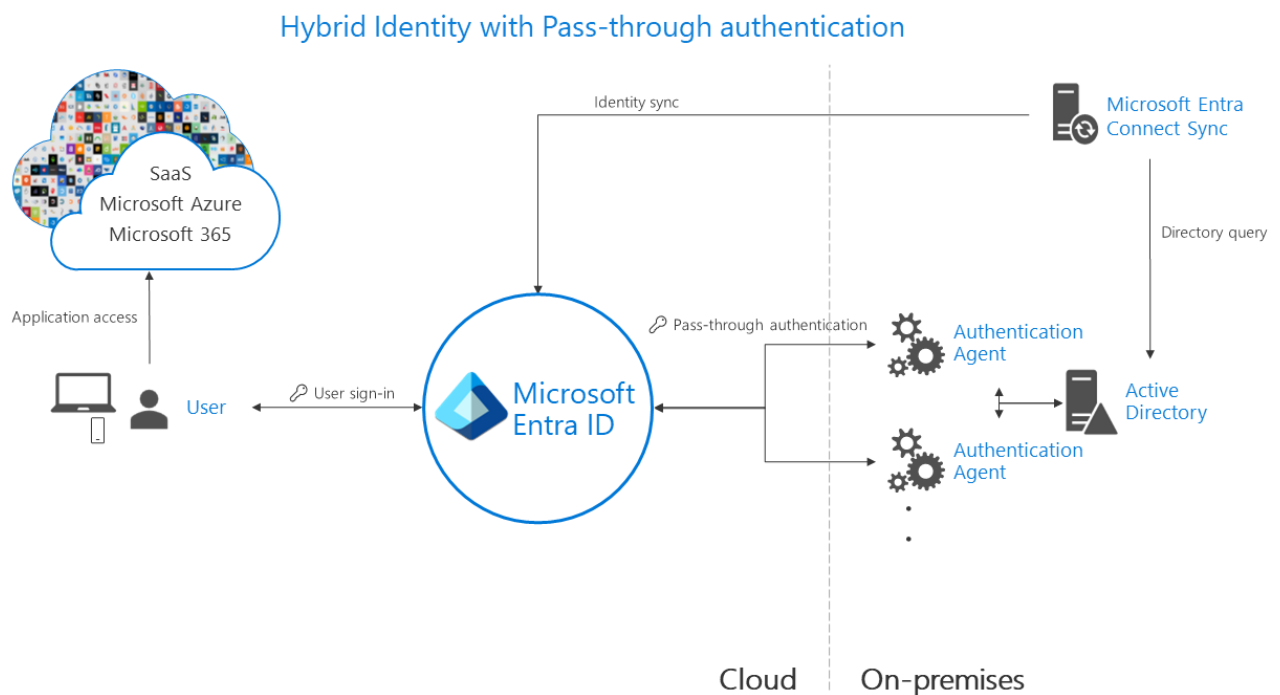 Hybrid Identity with Pass-through authentication
SaaS
Microsoft Azure
Microsoft 365
Identity sync
Microsoft Entra
Connect Sync
Directory query
Application access
Pass-through authentication
Authentication
Agent
User
User sign-in
Microsoft
Entra ID
Active
Directory
Authentication
Agent
Cloud
On-premises